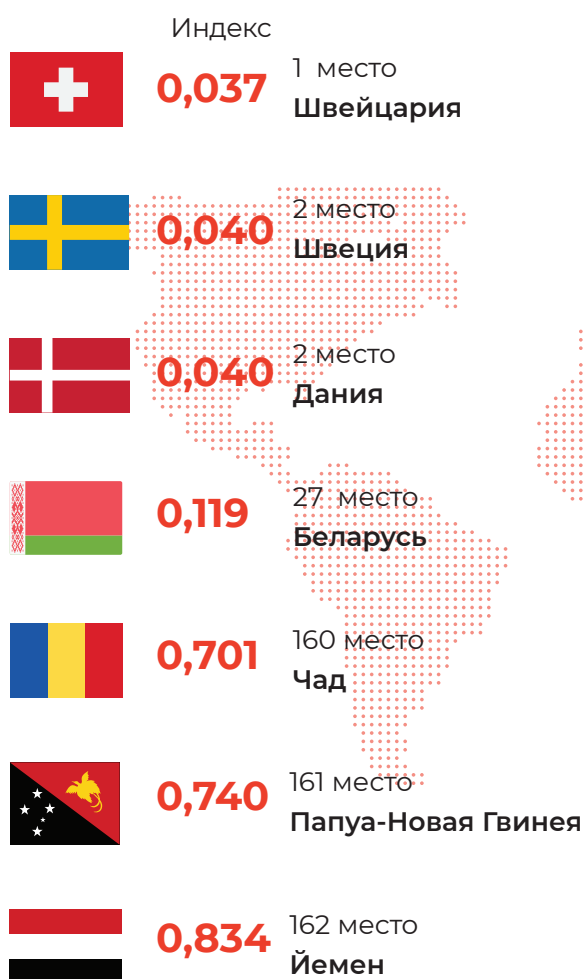 Индекс
0,037
1 место
Швейцария
0,040
2 место
Швеция
0,040
2 место
Дания
0,119
27 место
Беларусь
0,701
160 место
Чад
0,740
161 место
Папуа-Новая Гвинея
0,834
162 место
Йемен